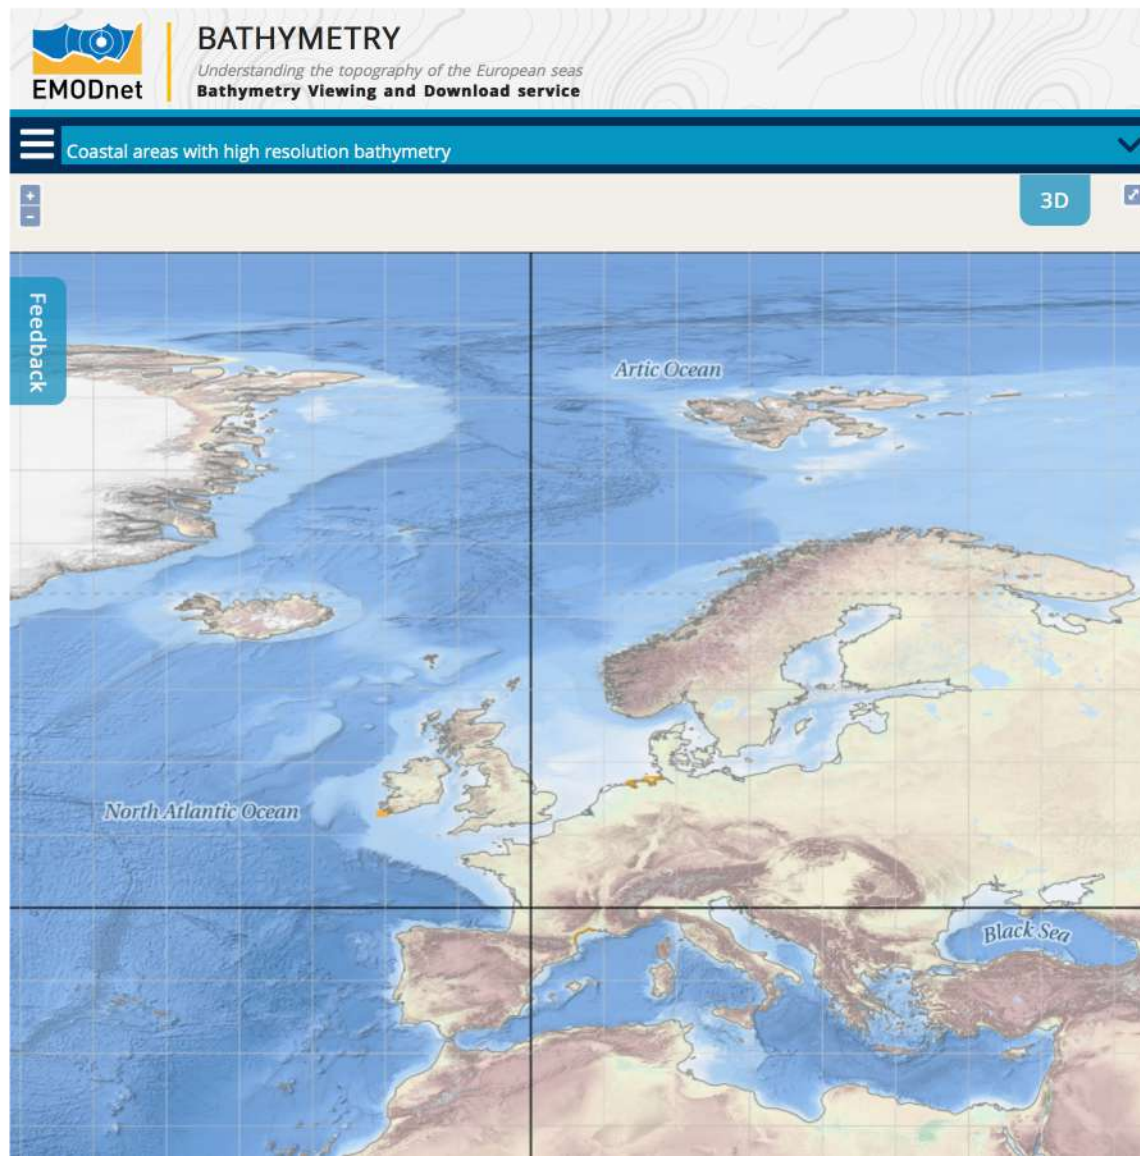 BATHYMETRY
Understanding the topography of the European seas
Bathymetry Viewing and Download service
EMODnet
Coastal areas with high resolution bathymetry
+
-
3D
Feedback
Artic Ocean
North Atlantic Ocean
Black Sea